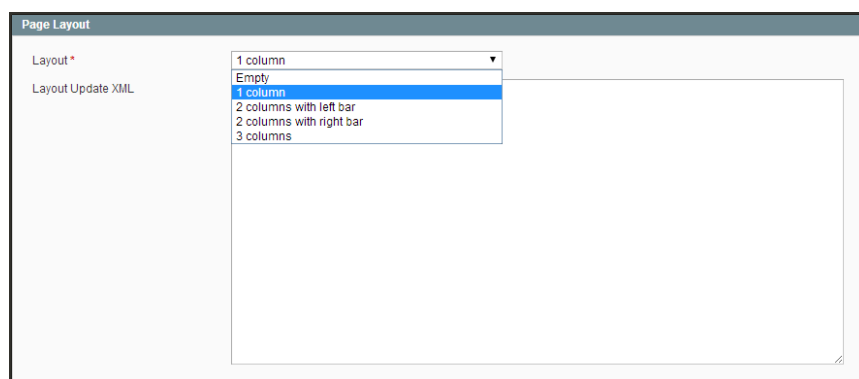 Page Layout
Layout *
1 column
Empty
Layout Update XML
1 column
2 columns with left bar
2 columns with right bar
3 columns